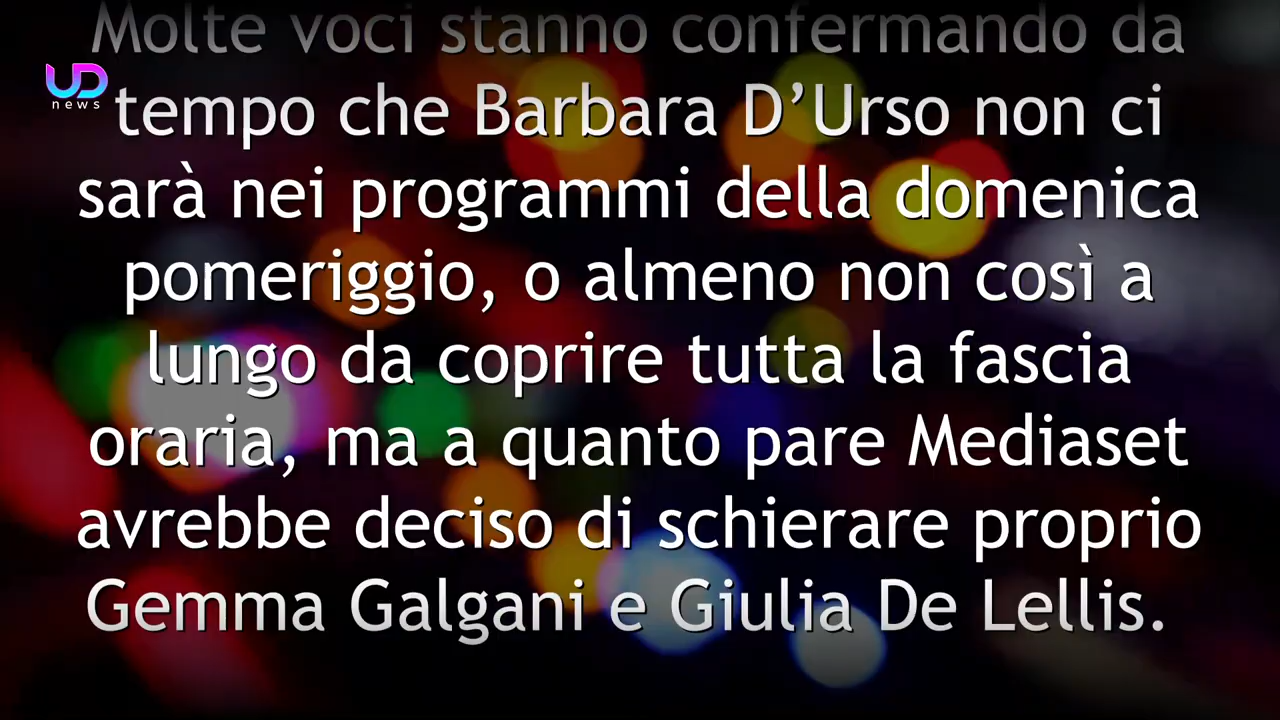 Molte voci stanno confermando da
UD
news
tempo che Barbara D’Urso non ci
sarà nei programmi della domenica
pomeriggio, o almeno non così a
lungo da coprire tutta la fascia
oraria, ma a quanto pare Mediaset
avrebbe deciso di schierare proprio
Gemma Galgani e Giulia De Lellis.